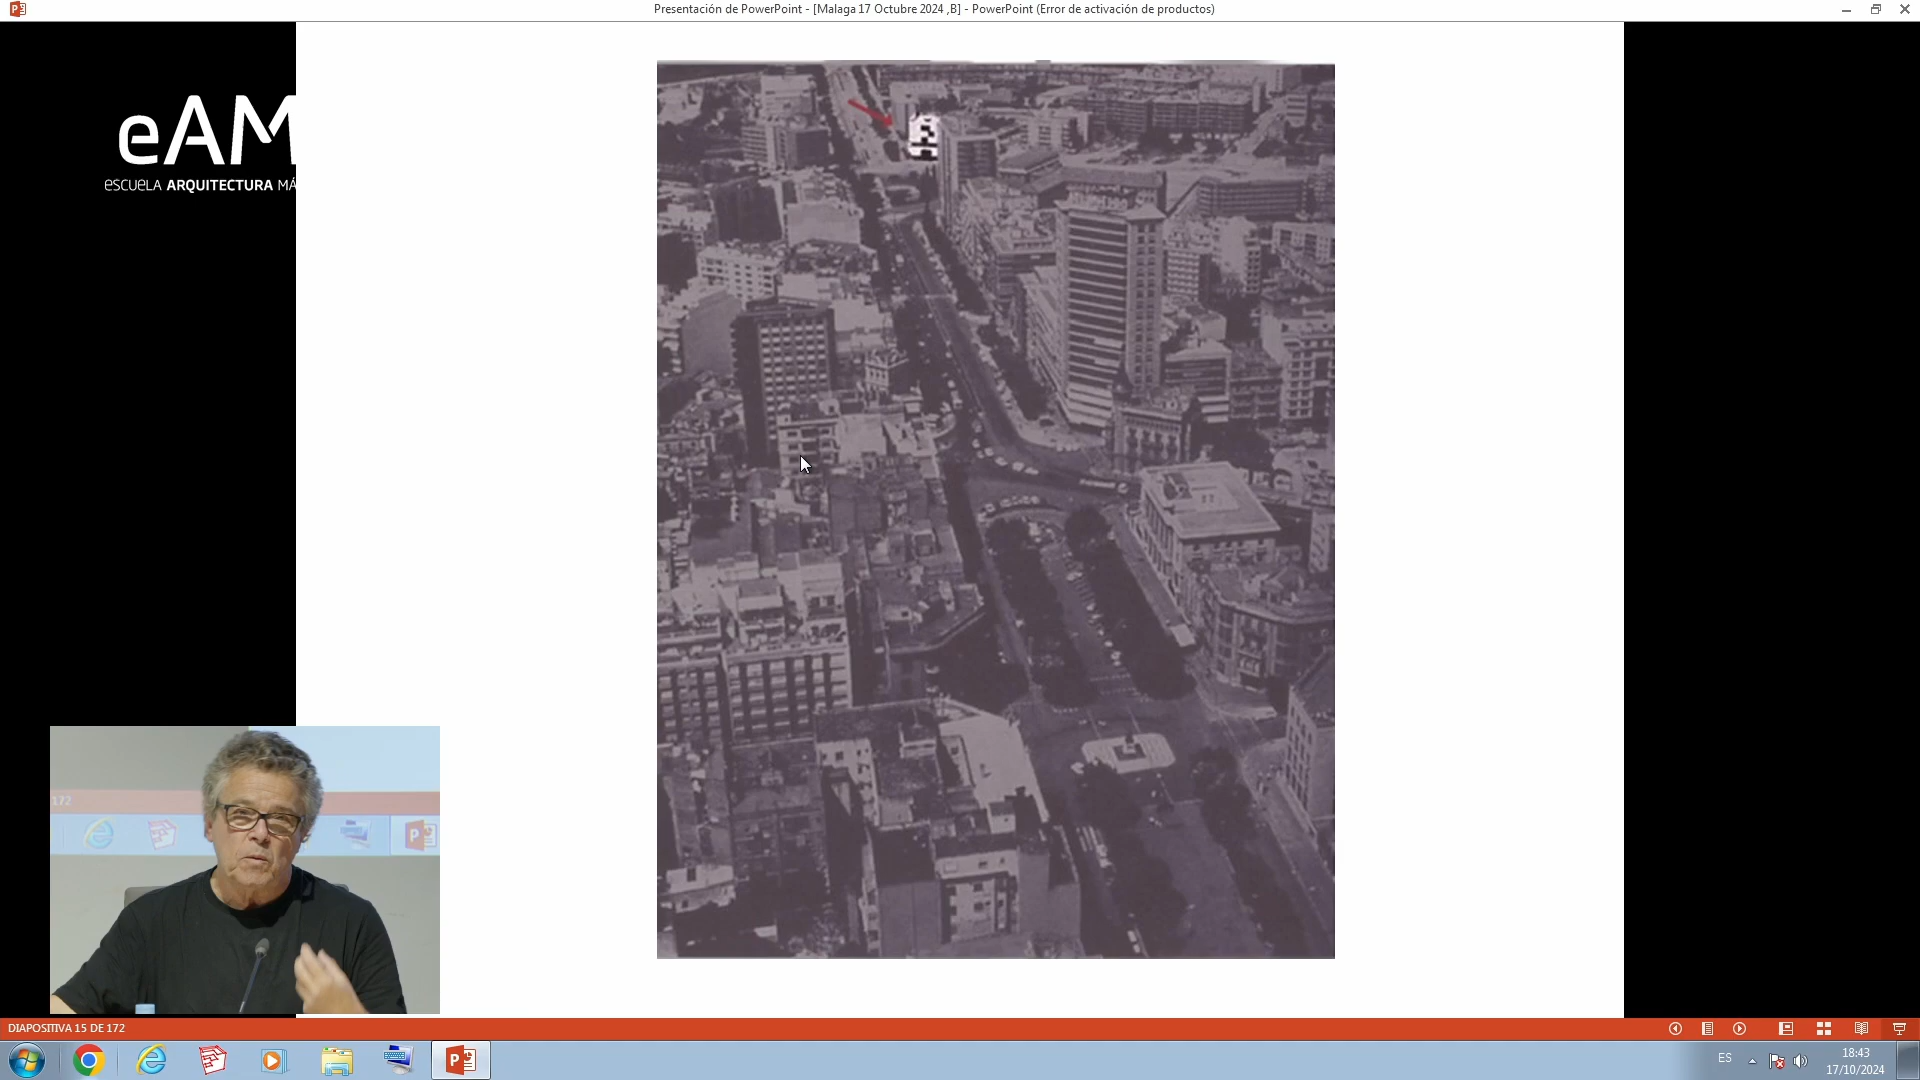 Presentación de PowerPoint - [Malaga 17 Octubre 2024 ,B] - PowerPoint (Error de activación de productos)
eAM
ESCUELA ARQUITECTURA MÁ
172
DIAPOSITIVA 15 DE 172
ES
18:43
17/10/2024